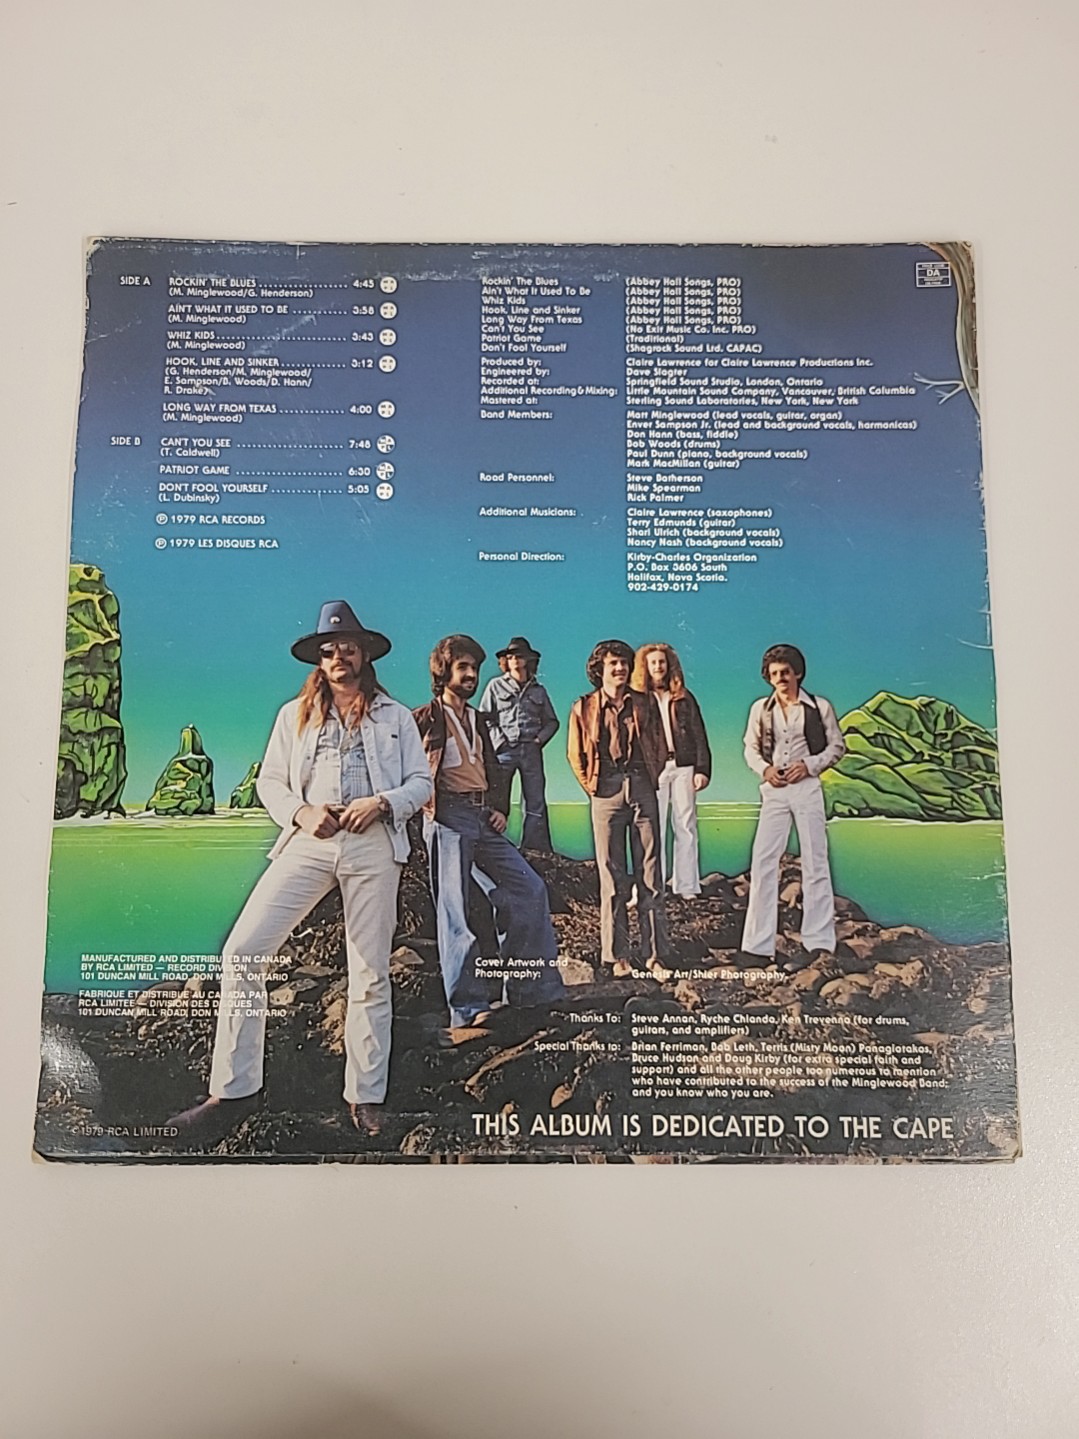 SIDE A
ROCKIN' THE BLUES 4:45
(M. Minglewood/G. Henderson)
AIN'T WHAT IT USED TO BE 3:58
(M. Minglewood)
WHIZ KIDS 3:43
(M. Minglewood)
HOOK, LINE AND SINKER 3:12
(G. Henderson/M. Minglewood/
E. Sampson/B. Woods/D. Hann/
R. Drake)
LONG WAY FROM TEXAS 4:00
(M. Minglewood)
SIDE B
CAN'T YOU SEE 7:48
(T. Caldwell)
PATRIOT GAME 6:30
DON'T FOOL YOURSELF 5:05
(L. Dubinsky)
℗ 1979 RCA RECORDS
℗ 1979 LES DISQUES RCA
Rockin' The Blues (Abbey Hall Songs, PRO)
Ain't What It Used To Be (Abbey Hall Songs, PRO)
Whiz Kids (Abbey Hall Songs, PRO)
Hook, Line and Sinker (Abbey Hall Songs, PRO)
Long Way From Texas (Abbey Hall Songs, PRO)
Can't You See (No Exit Music Co. Inc. PRO)
Patriot Game (Traditional)
Don't Fool Yourself (Shagrock Sound Ltd. CAPAC)
Produced by: Claire Lawrence for Claire Lawrence Productions Inc.
Engineered by: Dave Slagter
Recorded at: Springfield Sound Studio, London, Ontario
Additional Recording & Mixing: Little Mountain Sound Company, Vancouver, British Columbia
Mastered at: Sterling Sound Laboratories, New York, New York
Band Members: Matt Minglewood (lead vocals, guitar, organ)
Enver Sampson Jr. (lead and background vocals, harmonicas)
Don Hann (bass, fiddle)
Bob Woods (drums)
Paul Dunn (piano, background vocals)
Mark MacMillan (guitar)
Road Personnel: Steve Batherson
Mike Spearman
Rick Palmer
Additional Musicians: Claire Lawrence (saxophones)
Terry Edmunds (guitar)
Shari Ulrich (background vocals)
Nancy Nash (background vocals)
Personal Direction: Kirby-Charles Organization
P.O. Box 3606 South
Halifax, Nova Scotia.
902-429-0174
DA
MANUFACTURED AND DISTRIBUTED IN CANADA
BY RCA LIMITED — RECORD DIVISION
101 DUNCAN MILL ROAD, DON MILLS, ONTARIO
FABRIQUE ET DISTRIBUE AU CANADA PAR
RCA LIMITEE — DIVISION DES DISQUES
101 DUNCAN MILL ROAD, DON MILLS, ONTARIO
Cover Artwork and
Photography: Genesis Art/Shier Photography.
Thanks To: Steve Annan, Ryche Chlanda, Ken Trevenna (for drums,
guitars, and amplifiers)
Special Thanks to: Brian Ferriman, Bob Leth, Terris (Misty Moon) Panagiotakos,
Bruce Hudson and Doug Kirby (for extra special faith and
support) and all the other people too numerous to mention
who have contributed to the success of the Minglewood Band;
and you know who you are.
THIS ALBUM IS DEDICATED TO THE CAPE
©1979 RCA LIMITED